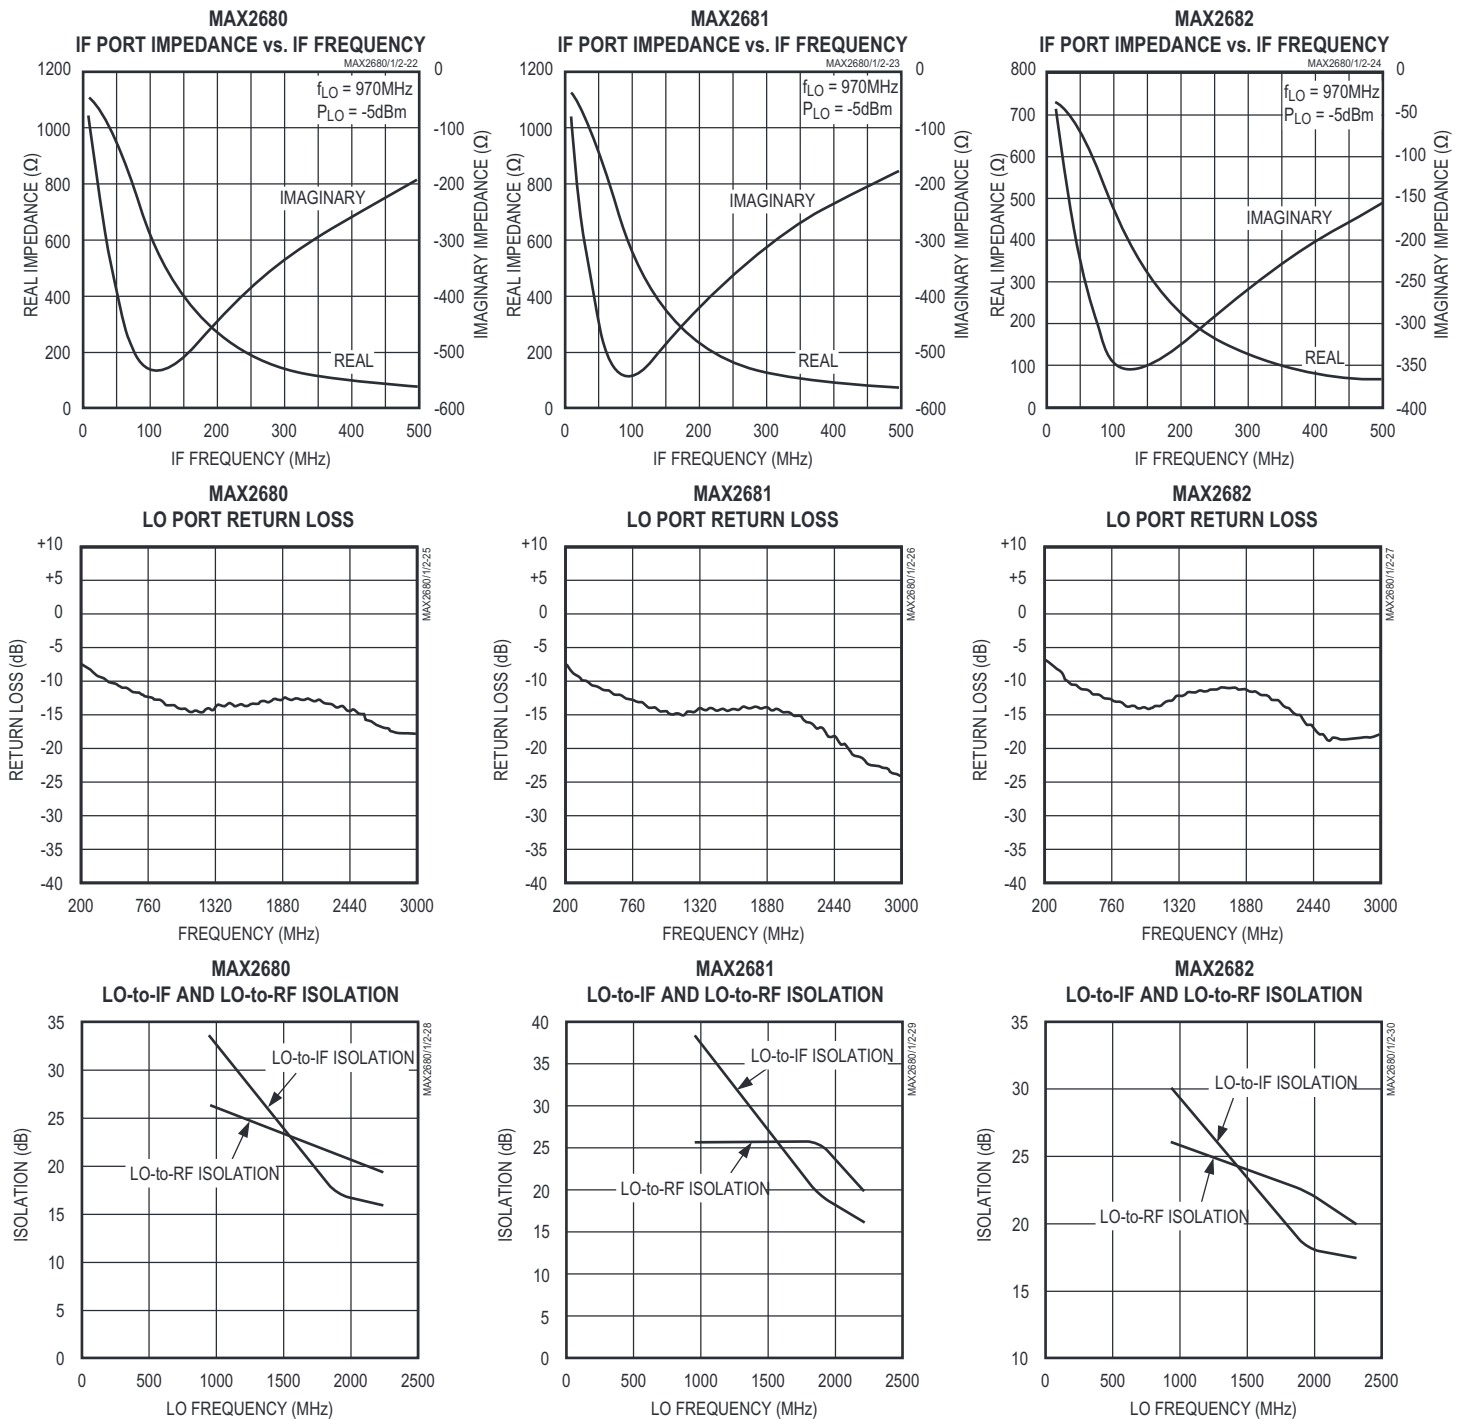 MAX2680
IF PORT IMPEDANCE vs. IF FREQUENCY
MAX2680/1/2-22
fLO = 970MHz
PLO = -5dBm
IMAGINARY
REAL
REAL IMPEDANCE (Ω)
1200
1000
800
600
400
200
0
IMAGINARY IMPEDANCE (Ω)
0
-100
-200
-300
-400
-500
-600
0 100 200 300 400 500
IF FREQUENCY (MHz)
MAX2681
IF PORT IMPEDANCE vs. IF FREQUENCY
MAX2680/1/2-23
fLO = 970MHz
PLO = -5dBm
IMAGINARY
REAL
REAL IMPEDANCE (Ω)
1200
1000
800
600
400
200
0
IMAGINARY IMPEDANCE (Ω)
0
-100
-200
-300
-400
-500
-600
0 100 200 300 400 500
IF FREQUENCY (MHz)
MAX2682
IF PORT IMPEDANCE vs. IF FREQUENCY
MAX2680/1/2-24
fLO = 970MHz
PLO = -5dBm
IMAGINARY
REAL
REAL IMPEDANCE (Ω)
800
700
600
500
400
300
200
100
0
IMAGINARY IMPEDANCE (Ω)
0
-50
-100
-150
-200
-250
-300
-350
-400
0 100 200 300 400 500
IF FREQUENCY (MHz)
MAX2680
LO PORT RETURN LOSS
MAX2680/1/2-25
RETURN LOSS (dB)
+10
+5
0
-5
-10
-15
-20
-25
-30
-35
-40
200 760 1320 1880 2440 3000
FREQUENCY (MHz)
MAX2681
LO PORT RETURN LOSS
MAX2680/1/2-26
RETURN LOSS (dB)
+10
+5
0
-5
-10
-15
-20
-25
-30
-35
-40
200 760 1320 1880 2440 3000
FREQUENCY (MHz)
MAX2682
LO PORT RETURN LOSS
MAX2680/1/2-27
RETURN LOSS (dB)
+10
+5
0
-5
-10
-15
-20
-25
-30
-35
-40
200 760 1320 1880 2440 3000
FREQUENCY (MHz)
MAX2680
LO-to-IF AND LO-to-RF ISOLATION
MAX2680/1/2-28
LO-to-IF ISOLATION
LO-to-RF ISOLATION
ISOLATION (dB)
35
30
25
20
15
10
5
0
0 500 1000 1500 2000 2500
LO FREQUENCY (MHz)
MAX2681
LO-to-IF AND LO-to-RF ISOLATION
MAX2680/1/2-29
LO-to-IF ISOLATION
LO-to-RF ISOLATION
ISOLATION (dB)
40
35
30
25
20
15
10
5
0
0 500 1000 1500 2000 2500
LO FREQUENCY (MHz)
MAX2682
LO-to-IF AND LO-to-RF ISOLATION
MAX2680/1/2-30
LO-to-IF ISOLATION
LO-to-RF ISOLATION
ISOLATION (dB)
35
30
25
20
15
10
0 500 1000 1500 2000 2500
LO FREQUENCY (MHz)